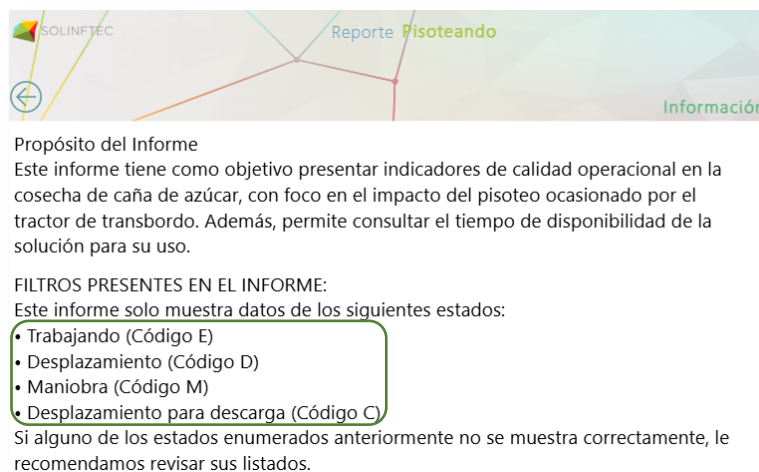 SOLINFTEC
Reporte Pisoteando
Información
Propósito del Informe
Este informe tiene como objetivo presentar indicadores de calidad operacional en la
cosecha de caña de azúcar, con foco en el impacto del pisoteo ocasionado por el
tractor de transbordo. Además, permite consultar el tiempo de disponibilidad de la
solución para su uso.
FILTROS PRESENTES EN EL INFORME:
Este informe solo muestra datos de los siguientes estados:
• Trabajando (Código E)
• Desplazamiento (Código D)
• Maniobra (Código M)
• Desplazamiento para descarga (Código C)
Si alguno de los estados enumerados anteriormente no se muestra correctamente, le
recomendamos revisar sus listados.